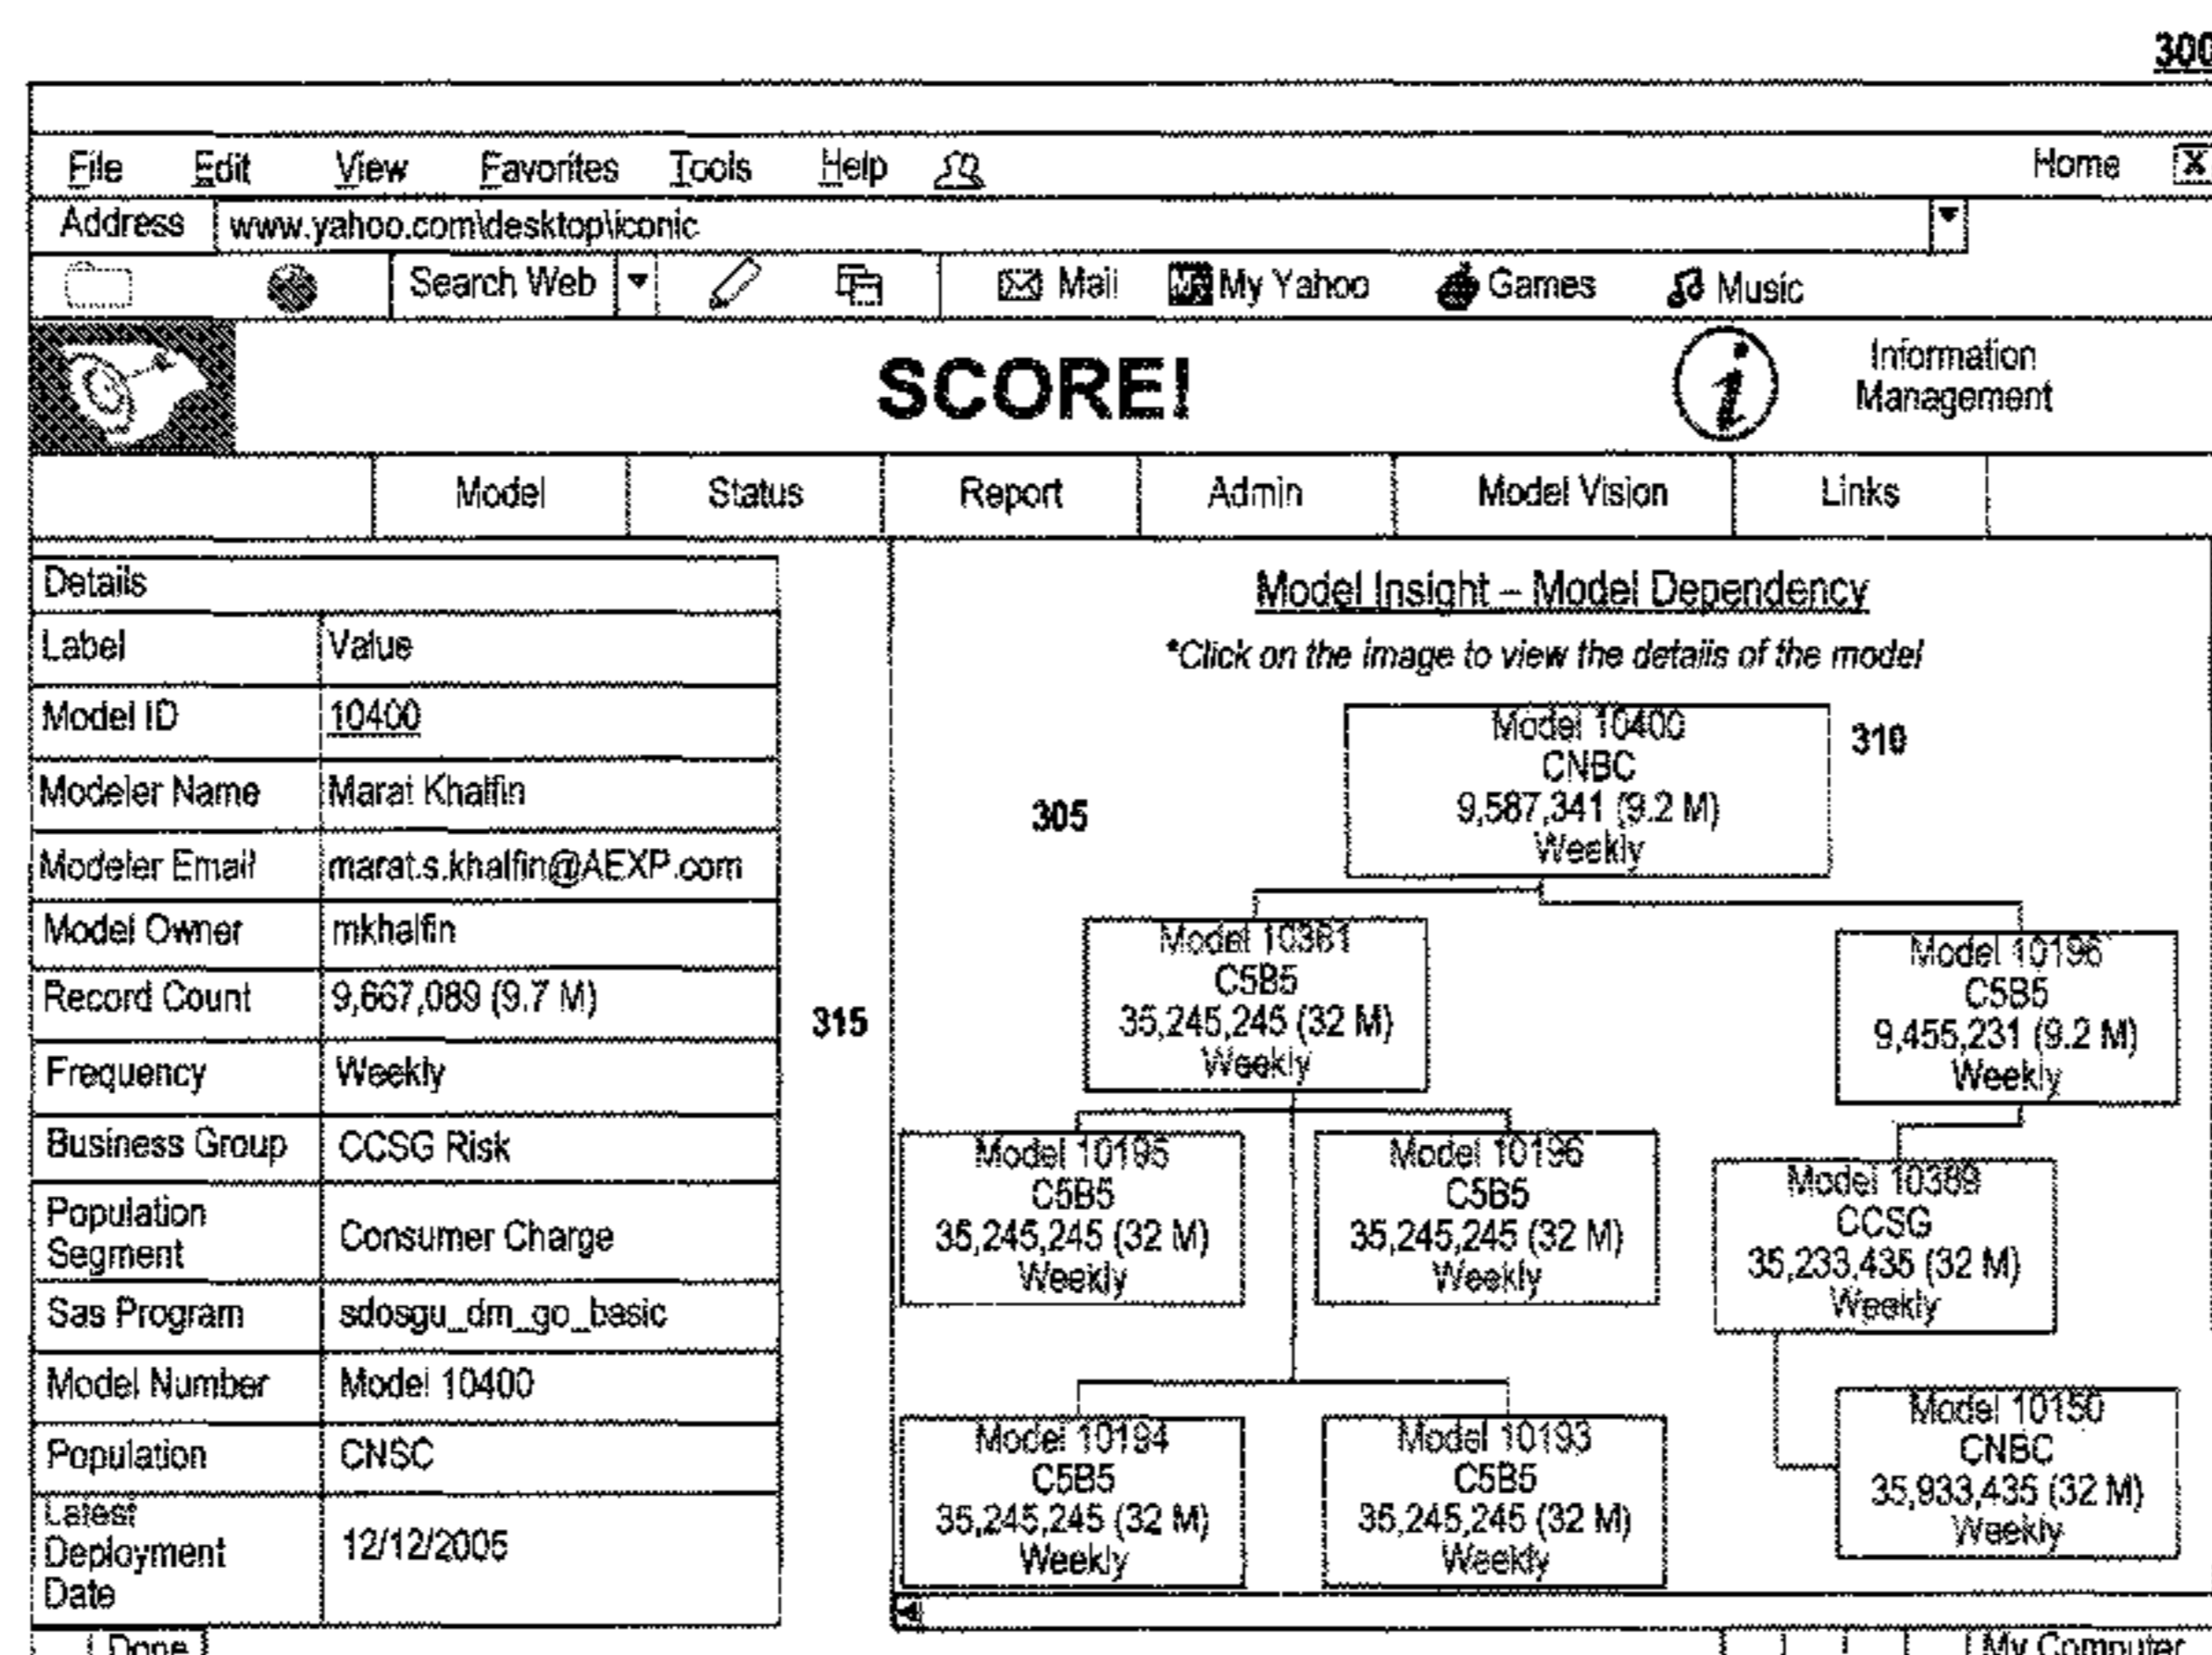 300
File Edit View Favorites Tools Help Home X
Address www.yahoo.com\desktop\iconic
Search Web Mail My My Yahoo Games Music
SCORE! i Information
Management
Model Status Report Admin Model Vision Links
Details
Label Value
Model ID 10400
Modeler Name Marat Khalfin
Modeler Email marat.s.khalfin@AEXP.com
Model Owner mkhalfin
Record Count 9,667,089 (9.7 M)
Frequency Weekly
Business Group CCSG Risk
Population
Segment Consumer Charge
Sas Program sdosgu_dm_go_basic
Model Number Model 10400
Population CNSC
Latest
Deployment
Date 12/12/2005
315
Model Insight – Model Dependency
*Click on the image to view the details of the model
305
Model 10400
CNBC
9,587,341 (9.2 M)
Weekly
310
Model 10361
C5B5
35,245,245 (32 M)
Weekly
Model 10196
C5B5
9,455,231 (9.2 M)
Weekly
Model 10195
C5B5
35,245,245 (32 M)
Weekly
Model 10196
C5B5
35,245,245 (32 M)
Weekly
Model 10389
CCSG
35,233,435 (32 M)
Weekly
Model 10194
C5B5
35,245,245 (32 M)
Weekly
Model 10193
C5B5
35,245,245 (32 M)
Weekly
Model 10150
CNBC
35,933,435 (32 M)
Weekly
Done My Computer